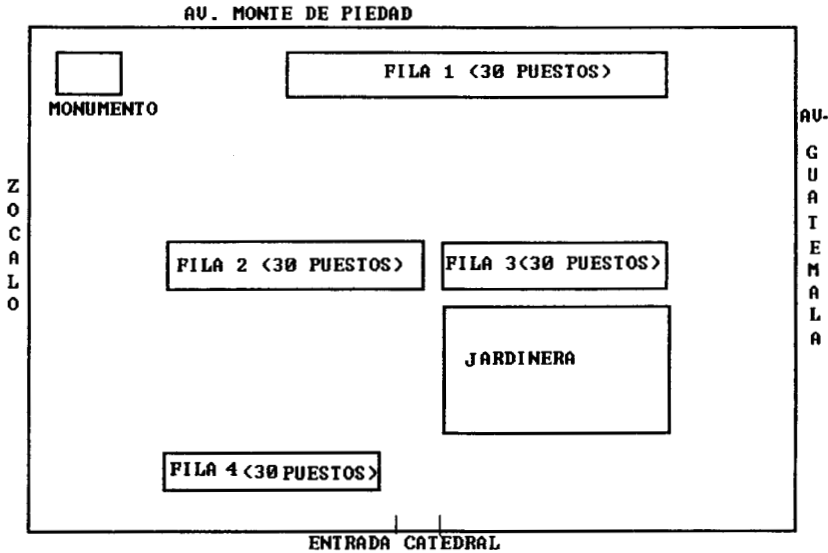 AV. MONTE DE PIEDAD
FILA 1 (30 PUESTOS)
MONUMENTO
AV.
GUATEMALA
ZOCALO
FILA 2 (30 PUESTOS)
FILA 3(30 PUESTOS)
JARDINERA
FILA 4 (30 PUESTOS)
ENTRADA CATEDRAL